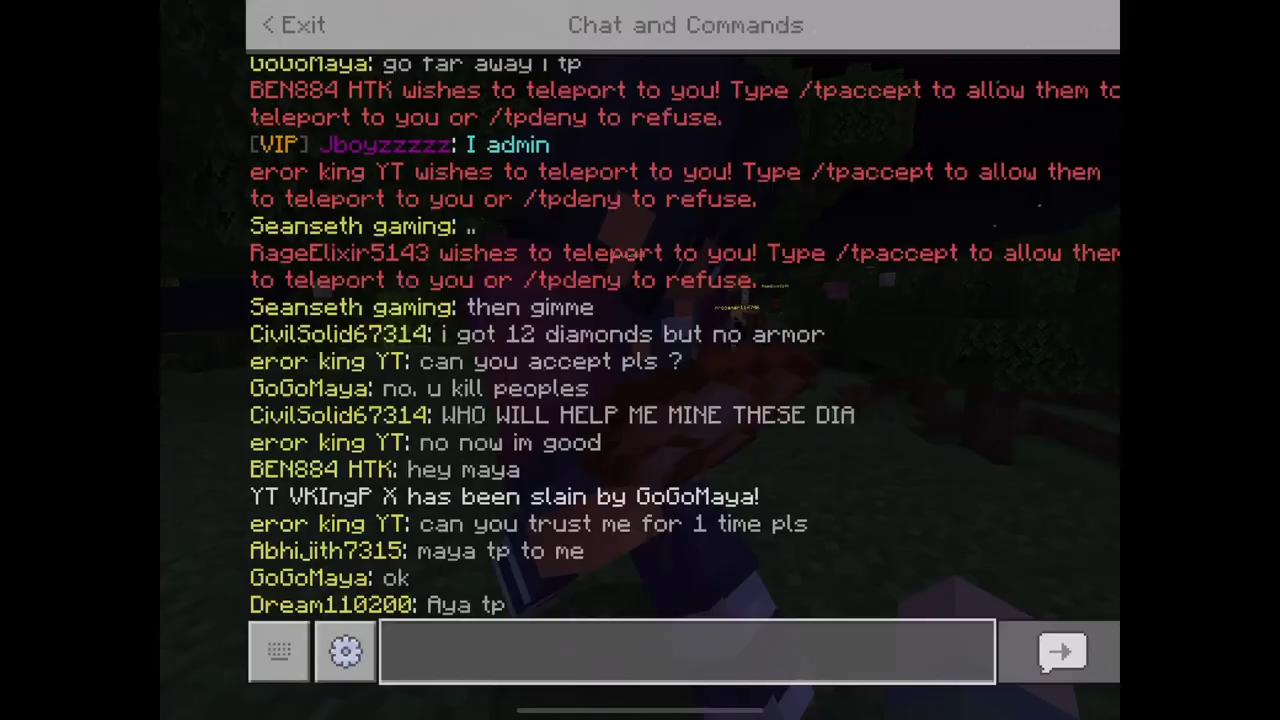 < Exit
Chat and Commands
GoGoMaya: go far away i tp
BEN884 HTK wishes to teleport to you! Type /tpaccept to allow them to
teleport to you or /tpdeny to refuse.
[VIP] Jboyzzzzz: I admin
eror king YT wishes to teleport to you! Type /tpaccept to allow them
to teleport to you or /tpdeny to refuse.
Seanseth gaming: ..
RageElixir5143 wishes to teleport to you! Type /tpaccept to allow them
to teleport to you or /tpdeny to refuse.
Seanseth gaming: then gimme
CivilSolid67314: i got 12 diamonds but no armor
eror king YT: can you accept pls ?
GoGoMaya: no. u kill peoples
CivilSolid67314: WHO WILL HELP ME MINE THESE DIA
eror king YT: no now im good
BEN884 HTK: hey maya
YT VKIngP X has been slain by GoGoMaya!
eror king YT: can you trust me for 1 time pls
Abhijith7315: maya tp to me
GoGoMaya: ok
Dream110200: Aya tp